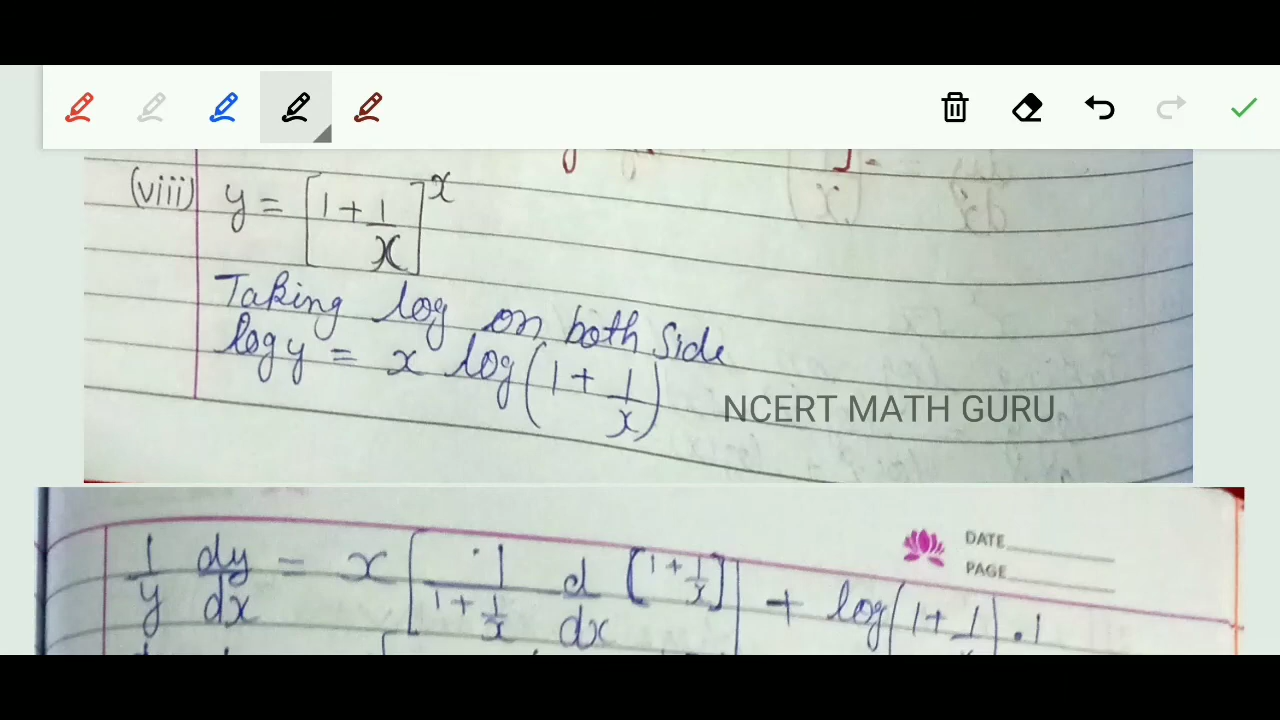 (viii) y = [1 + 1/x]^x
Taking log on both side
log y = x log(1 + 1/x)
NCERT MATH GURU
DATE
PAGE
1/y dy/dx = x [1/(1 + 1/x) d/dx [1 + 1/x]] + log(1 + 1/x) . 1